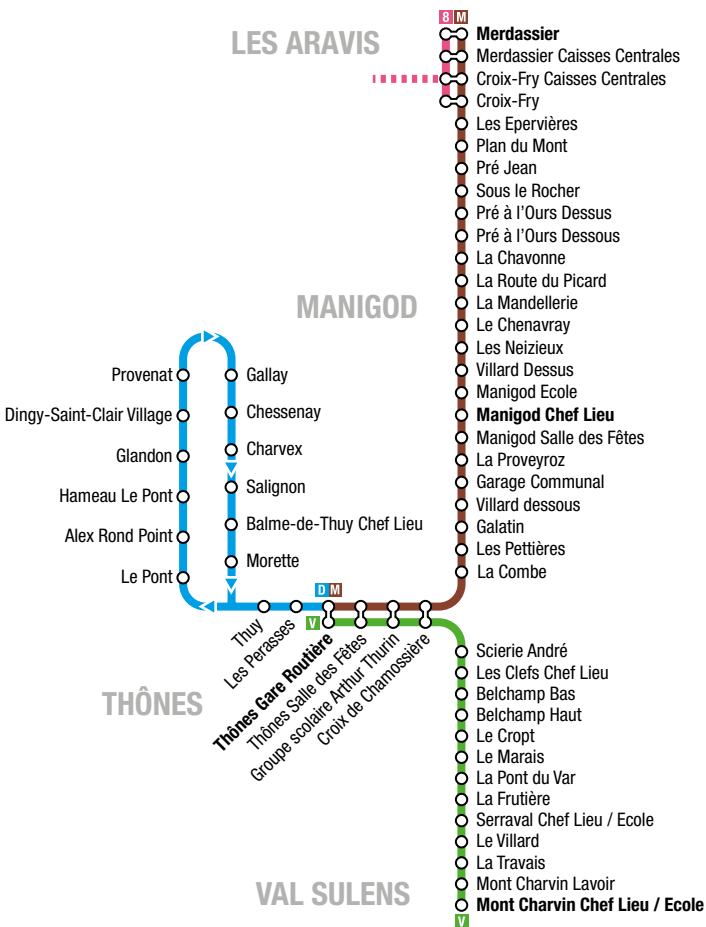 8 M
LES ARAVIS
Merdassier
Merdassier Caisses Centrales
Croix-Fry Caisses Centrales
Croix-Fry
Les Epervières
Plan du Mont
Pré Jean
Sous le Rocher
Pré à l'Ours Dessus
Pré à l'Ours Dessous
La Chavonne
La Route du Picard
MANIGOD
La Mandellerie
Le Chenavray
Les Neizieux
Villard Dessus
Manigod Ecole
Manigod Chef Lieu
Manigod Salle des Fêtes
La Proveyroz
Garage Communal
Villard dessous
Galatin
Les Pettières
La Combe
Provenat
Dingy-Saint-Clair Village
Glandon
Hameau Le Pont
Alex Rond Point
Le Pont
Gallay
Chessenay
Charvex
Salignon
Balme-de-Thuy Chef Lieu
Morette
D M
V
Thuy
Les Perasses
Thônes Gare Routière
Thônes Salle des Fêtes
Groupe scolaire Arthur Thurin
Croix de Chamossière
THÔNES
Scierie André
Les Clefs Chef Lieu
Belchamp Bas
Belchamp Haut
Le Cropt
Le Marais
La Pont du Var
La Frutière
Serraval Chef Lieu / Ecole
Le Villard
La Travais
Mont Charvin Lavoir
Mont Charvin Chef Lieu / Ecole
VAL SULENS
V